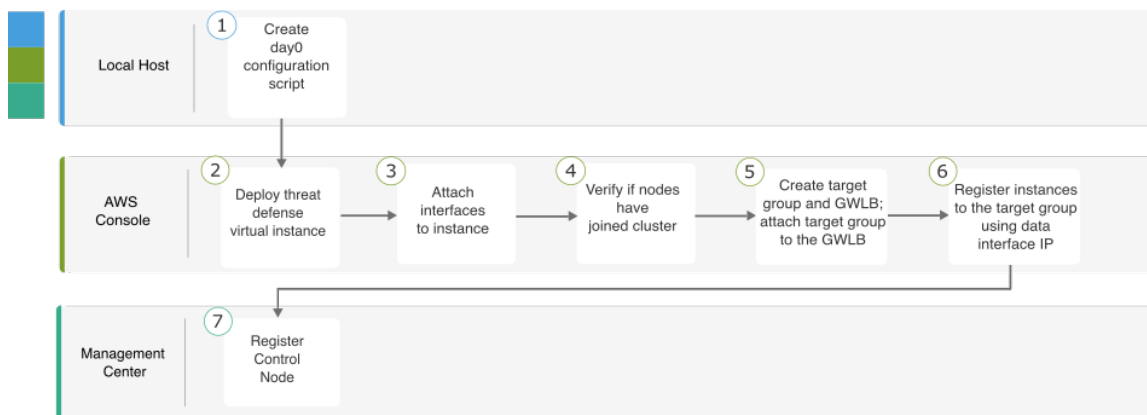 Local Host
1
Create
day0
configuration
script
AWS
Console
2
Deploy threat
defense
virtual instance
3
Attach
interfaces
to instance
4
Verify if nodes
have
joined cluster
5
Create target
group and GWLB;
attach target group
to the GWLB
6
Register instances
to the target group
using data
interface IP
Management
Center
7
Register
Control
Node